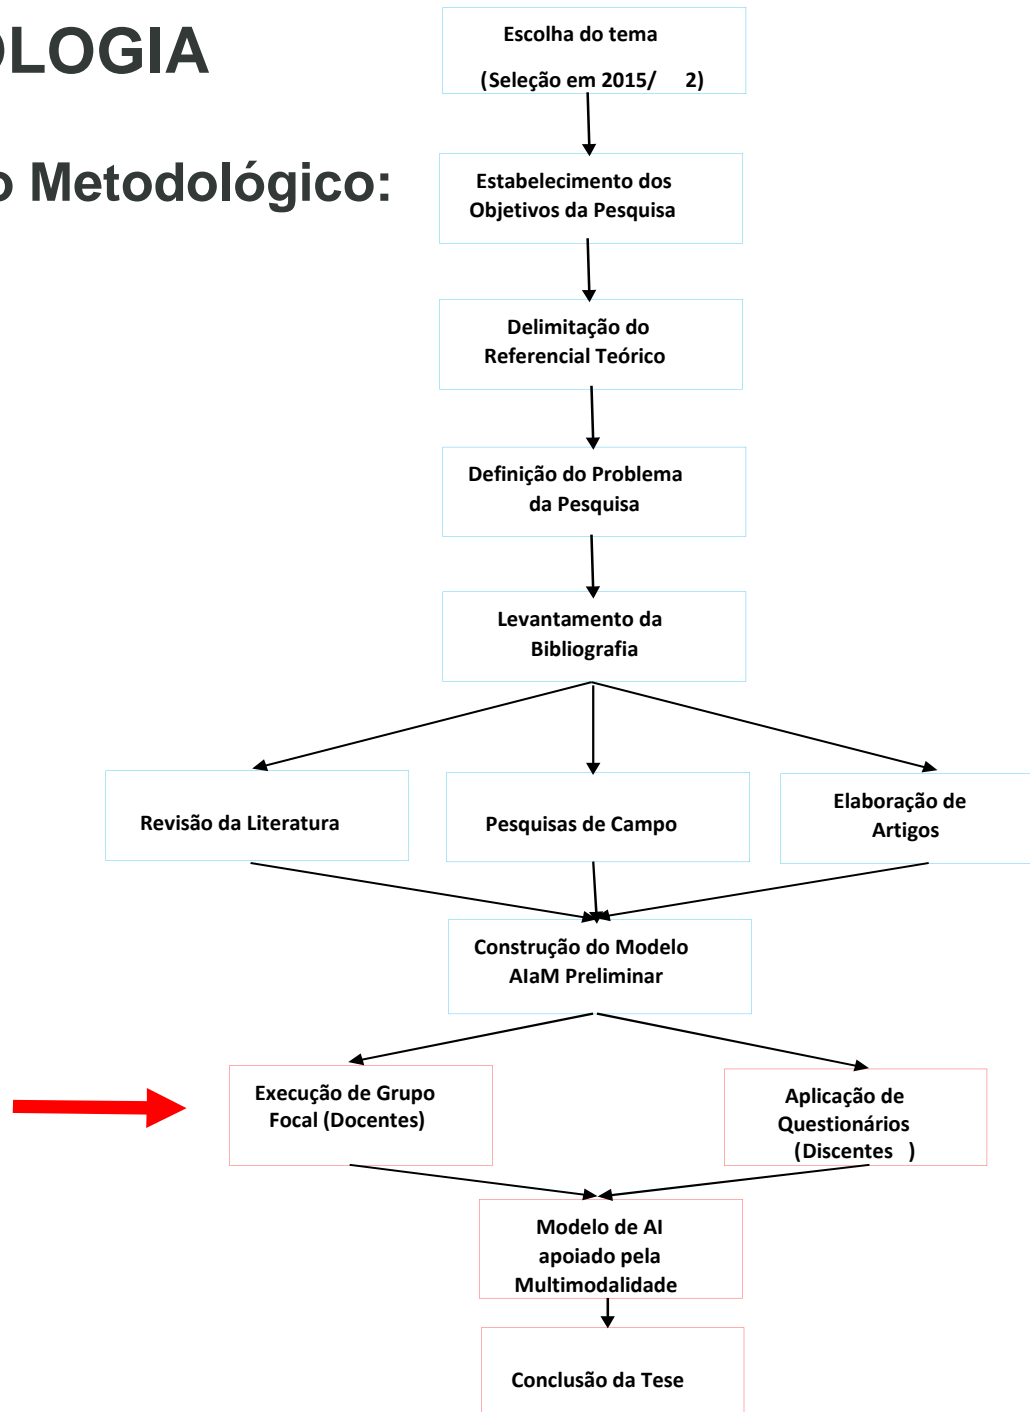 OLOGIA
o Metodológico:
Escolha do tema
(Seleção em 2015/ 2)
Estabelecimento dos
Objetivos da Pesquisa
Delimitação do
Referencial Teórico
Definição do Problema
da Pesquisa
Levantamento da
Bibliografia
Revisão da Literatura
Pesquisas de Campo
Elaboração de
Artigos
Construção do Modelo
AIaM Preliminar
Execução de Grupo
Focal (Docentes)
Aplicação de
Questionários
(Discentes )
Modelo de AI
apoiado pela
Multimodalidade
Conclusão da Tese